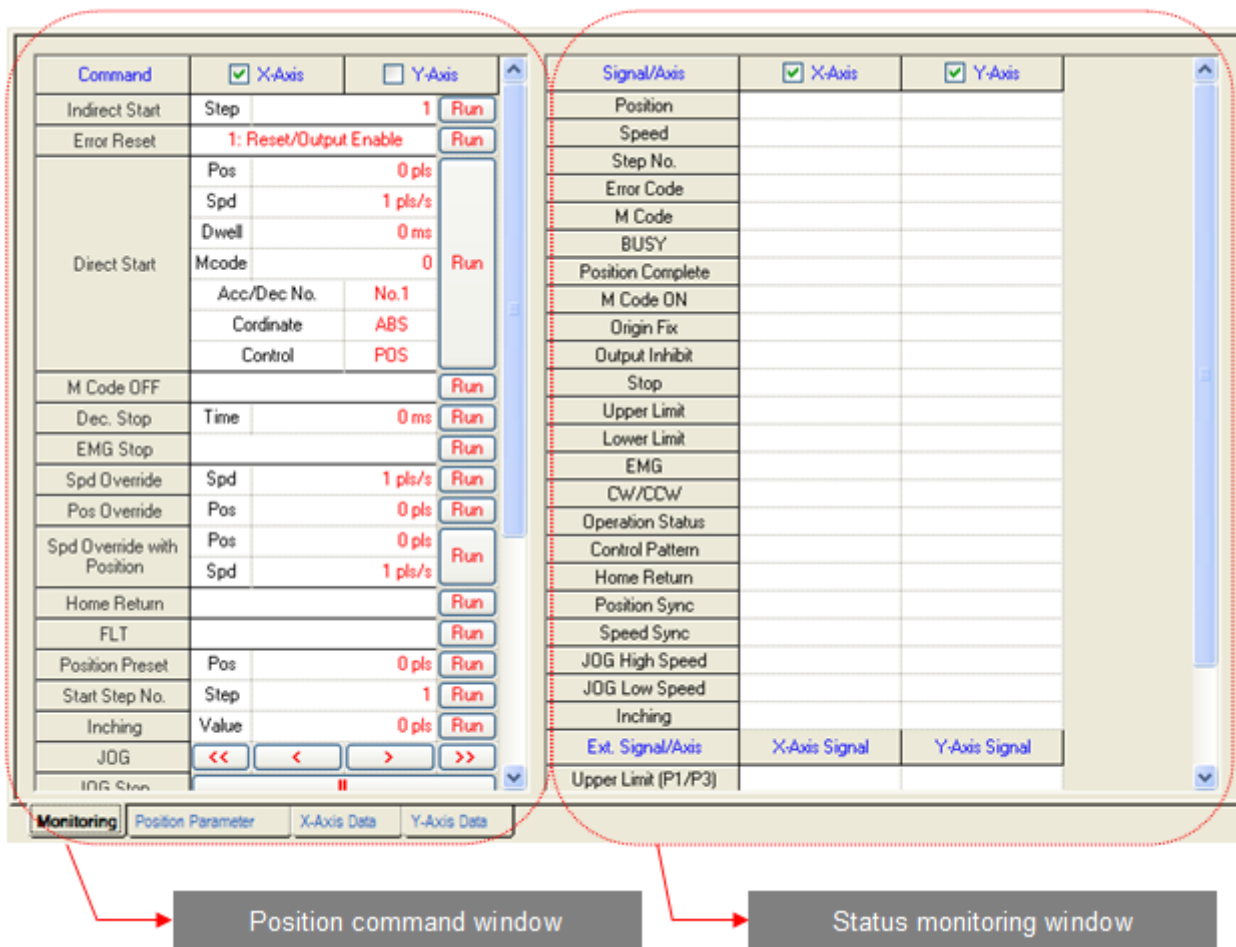 Command X-Axis Y-Axis
Indirect Start Step 1 Run
Error Reset 1: Reset/Output Enable Run
Direct Start Pos 0 pls Run
Spd 1 pls/s
Dwell 0 ms
Mcode 0
Acc/Dec No. No.1
Cordinate ABS
Control POS
M Code OFF Run
Dec. Stop Time 0 ms Run
EMG Stop Run
Spd Override Spd 1 pls/s Run
Pos Override Pos 0 pls Run
Spd Override with
Position
Pos 0 pls Run
Spd 1 pls/s
Home Return Run
FLT Run
Position Preset Pos 0 pls Run
Start Step No. Step 1 Run
Inching Value 0 pls Run
JOG << < > >>
JOG Stop II
Signal/Axis X-Axis Y-Axis
Position
Speed
Step No.
Error Code
M Code
BUSY
Position Complete
M Code ON
Origin Fix
Output Inhibit
Stop
Upper Limit
Lower Limit
EMG
CW/CCW
Operation Status
Control Pattern
Home Return
Position Sync
Speed Sync
JOG High Speed
JOG Low Speed
Inching
Ext. Signal/Axis X-Axis Signal Y-Axis Signal
Upper Limit (P1/P3)
Monitoring Position Parameter X-Axis Data Y-Axis Data
Position command window
Status monitoring window